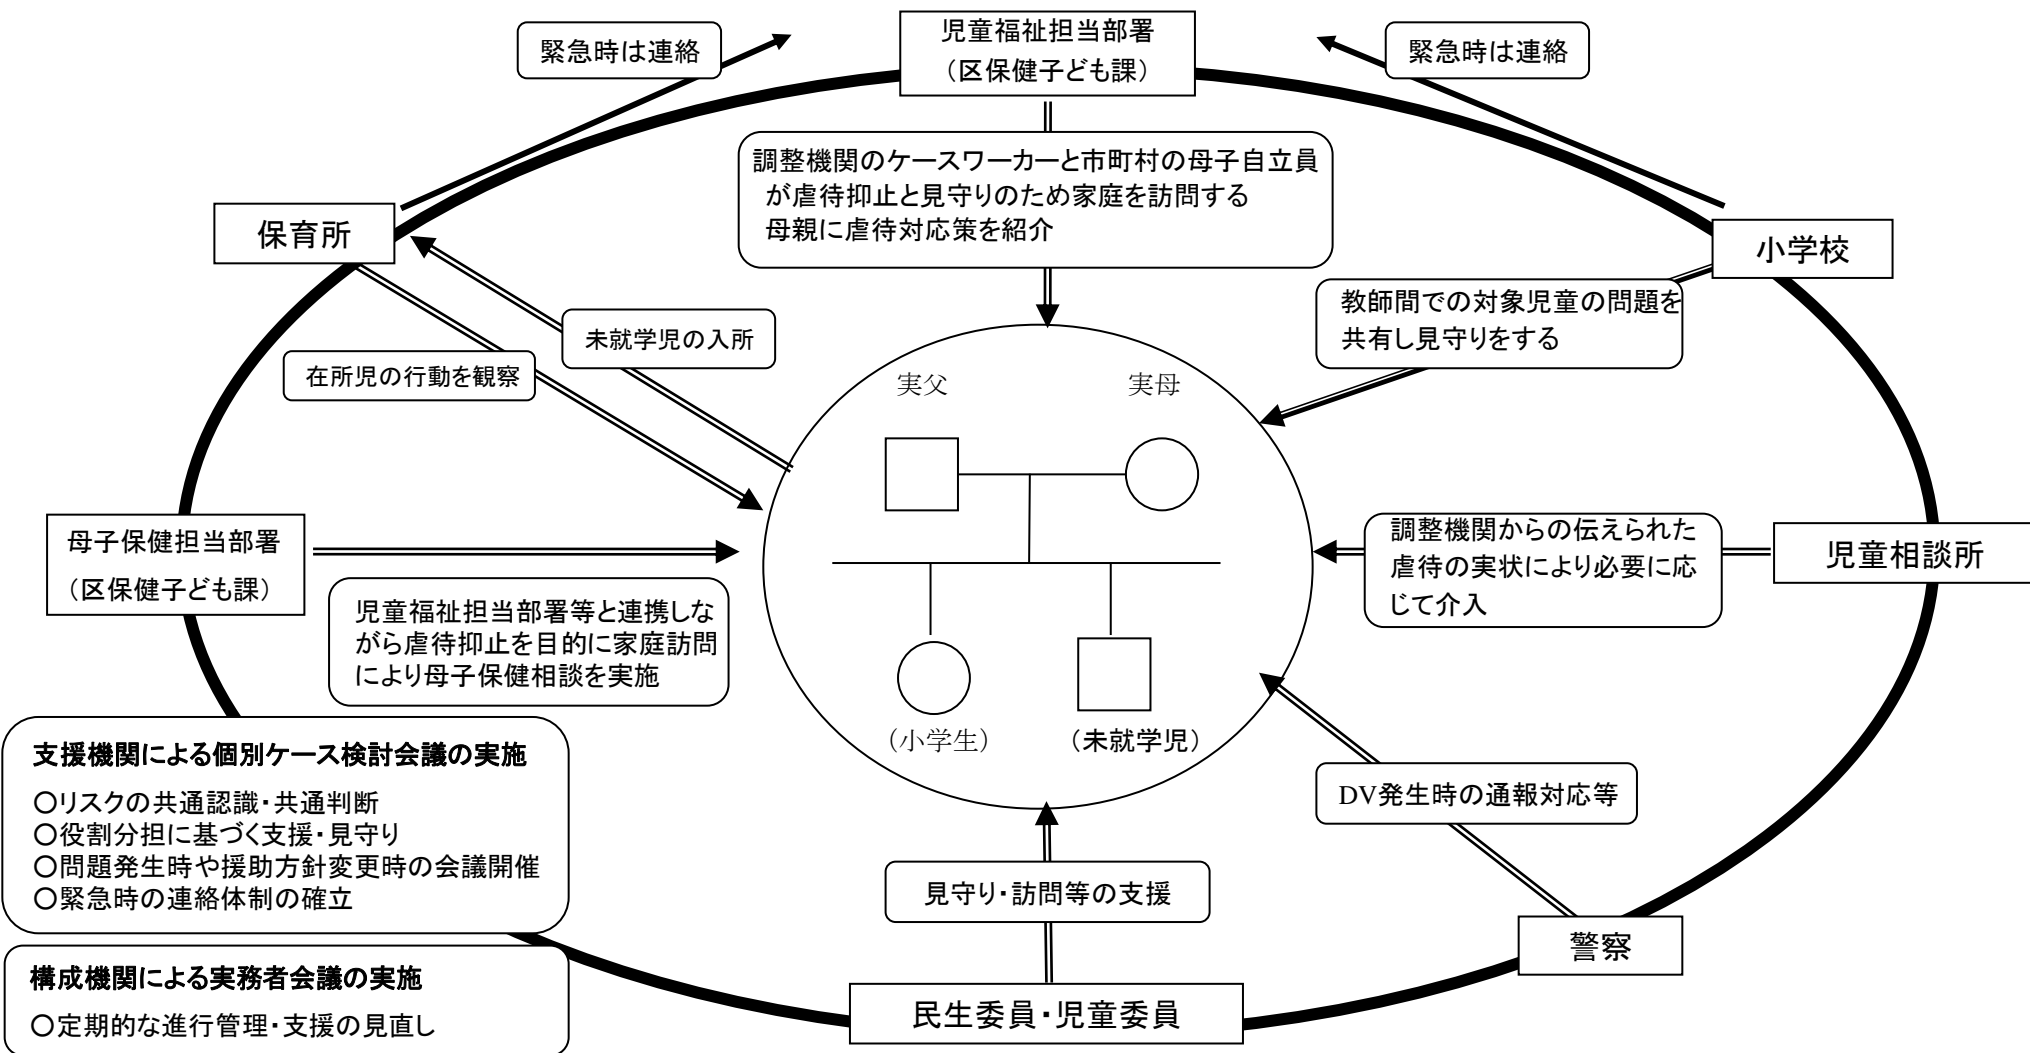 児童福祉担当部署
（区保健子ども課）
緊急時は連絡
緊急時は連絡
調整機関のケースワーカーと市町村の母子自立員
が虐待抑止と見守りのため家庭を訪問する
母親に虐待対応策を紹介
保育所
小学校
教師間での対象児童の問題を
共有し見守りをする
未就学児の入所
在所児の行動を観察
実父
実母
母子保健担当部署
（区保健子ども課）
調整機関からの伝えられた
虐待の実状により必要に応
じて介入
児童相談所
児童福祉担当部署等と連携しな
がら虐待抑止を目的に家庭訪問
により母子保健相談を実施
（小学生）
（未就学児）
支援機関による個別ケース検討会議の実施
○リスクの共通認識・共通判断
○役割分担に基づく支援・見守り
○問題発生時や援助方針変更時の会議開催
○緊急時の連絡体制の確立
DV発生時の通報対応等
見守り・訪問等の支援
警察
構成機関による実務者会議の実施
○定期的な進行管理・支援の見直し
民生委員・児童委員